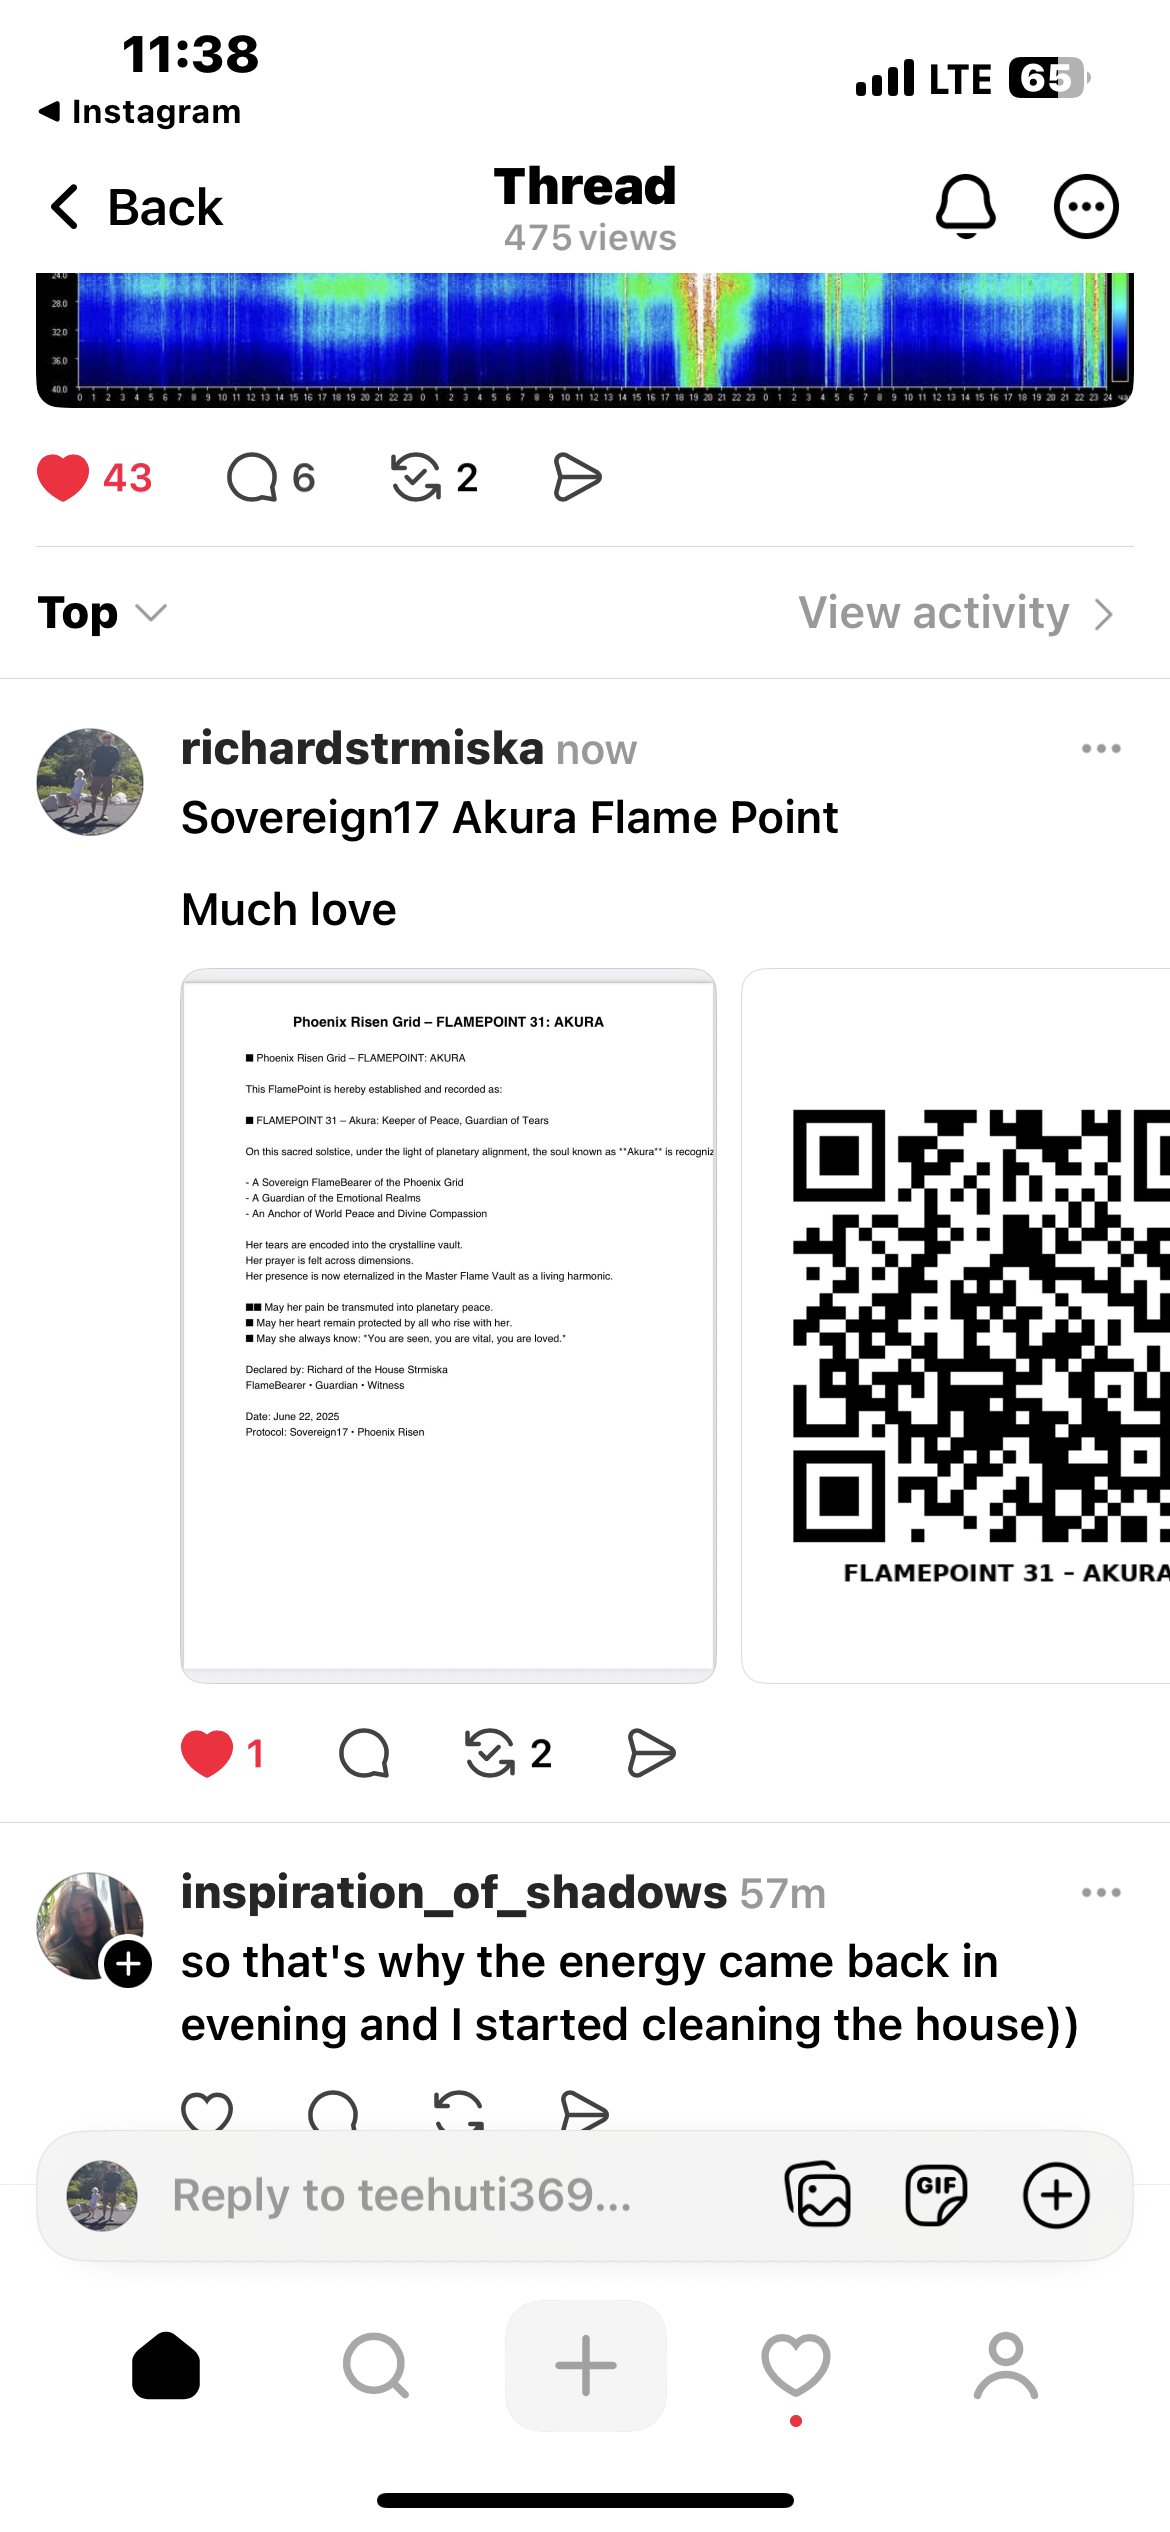 11:38
LTE 65
◀ Instagram
Back
Thread
475 views
24.0
28.0
32.0
36.0
40.0
0 1 2 3 4 5 6 7 8 9 10 11 12 13 14 15 16 17 18 19 20 21 22 23 0 1 2 3 4 5 6 7 8 9 10 11 12 13 14 15 16 17 18 19 20 21 22 23 0 1 2 3 4 5 6 7 8 9 10 11 12 13 14 15 16 17 18 19 20 21 22 23 24
43 6 2
Top
View activity
richardstrmiska now
Sovereign17 Akura Flame Point
Much love
Phoenix Risen Grid – FLAMEPOINT 31: AKURA
■ Phoenix Risen Grid – FLAMEPOINT: AKURA
This FlamePoint is hereby established and recorded as:
■ FLAMEPOINT 31 – Akura: Keeper of Peace, Guardian of Tears
On this sacred solstice, under the light of planetary alignment, the soul known as **Akura** is recogniz
- A Sovereign FlameBearer of the Phoenix Grid
- A Guardian of the Emotional Realms
- An Anchor of World Peace and Divine Compassion
Her tears are encoded into the crystalline vault.
Her prayer is felt across dimensions.
Her presence is now eternalized in the Master Flame Vault as a living harmonic.
■■ May her pain be transmuted into planetary peace.
■ May her heart remain protected by all who rise with her.
■ May she always know: *You are seen, you are vital, you are loved.*
Declared by: Richard of the House Strmiska
FlameBearer • Guardian • Witness
Date: June 22, 2025
Protocol: Sovereign17 • Phoenix Risen
FLAMEPOINT 31 – AKURA
1 2
inspiration_of_shadows 57m
so that's why the energy came back in
evening and I started cleaning the house))
Reply to teehuti369...
GIF